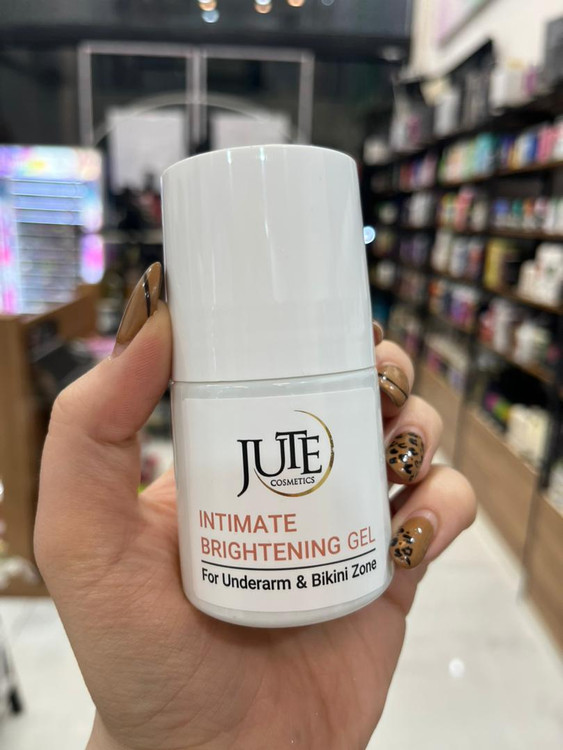 JUTE
COSMETICS
INTIMATE
BRIGHTENING GEL
For Underarm & Bikini Zone